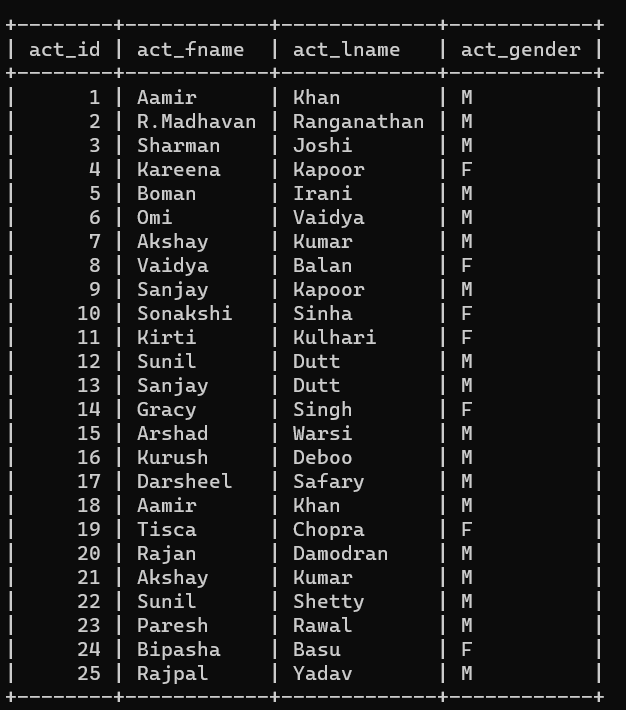 +--------+------------+-------------+------------+
| act_id | act_fname  | act_lname   | act_gender |
+--------+------------+-------------+------------+
|      1 | Aamir      | Khan        | M          |
|      2 | R.Madhavan | Ranganathan | M          |
|      3 | Sharman    | Joshi       | M          |
|      4 | Kareena    | Kapoor      | F          |
|      5 | Boman      | Irani       | M          |
|      6 | Omi        | Vaidya      | M          |
|      7 | Akshay     | Kumar       | M          |
|      8 | Vaidya     | Balan       | F          |
|      9 | Sanjay     | Kapoor      | M          |
|     10 | Sonakshi   | Sinha       | F          |
|     11 | Kirti      | Kulhari     | F          |
|     12 | Sunil      | Dutt        | M          |
|     13 | Sanjay     | Dutt        | M          |
|     14 | Gracy      | Singh       | F          |
|     15 | Arshad     | Warsi       | M          |
|     16 | Kurush     | Deboo       | M          |
|     17 | Darsheel   | Safary      | M          |
|     18 | Aamir      | Khan        | M          |
|     19 | Tisca      | Chopra      | F          |
|     20 | Rajan      | Damodran    | M          |
|     21 | Akshay     | Kumar       | M          |
|     22 | Sunil      | Shetty      | M          |
|     23 | Paresh     | Rawal       | M          |
|     24 | Bipasha    | Basu        | F          |
|     25 | Rajpal     | Yadav       | M          |
+--------+------------+-------------+------------+